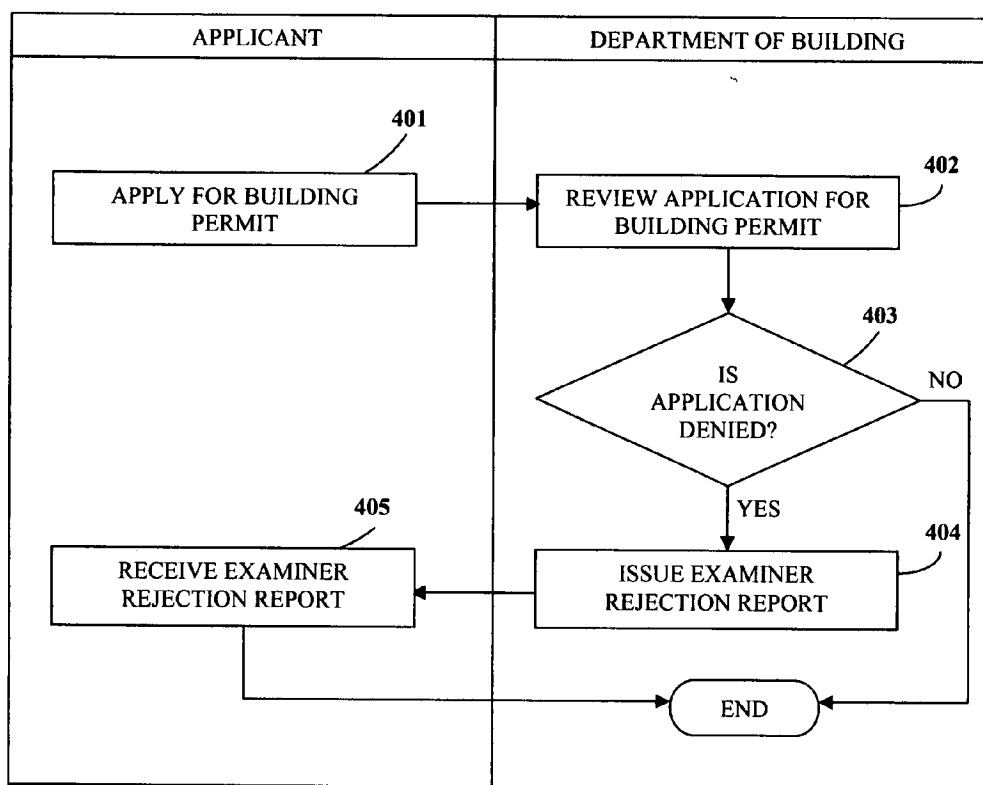 APPLICANT
DEPARTMENT OF BUILDING
401
APPLY FOR BUILDING
PERMIT
402
REVIEW APPLICATION FOR
BUILDING PERMIT
403
IS
APPLICATION
DENIED?
NO
YES
405
RECEIVE EXAMINER
REJECTION REPORT
404
ISSUE EXAMINER
REJECTION REPORT
END